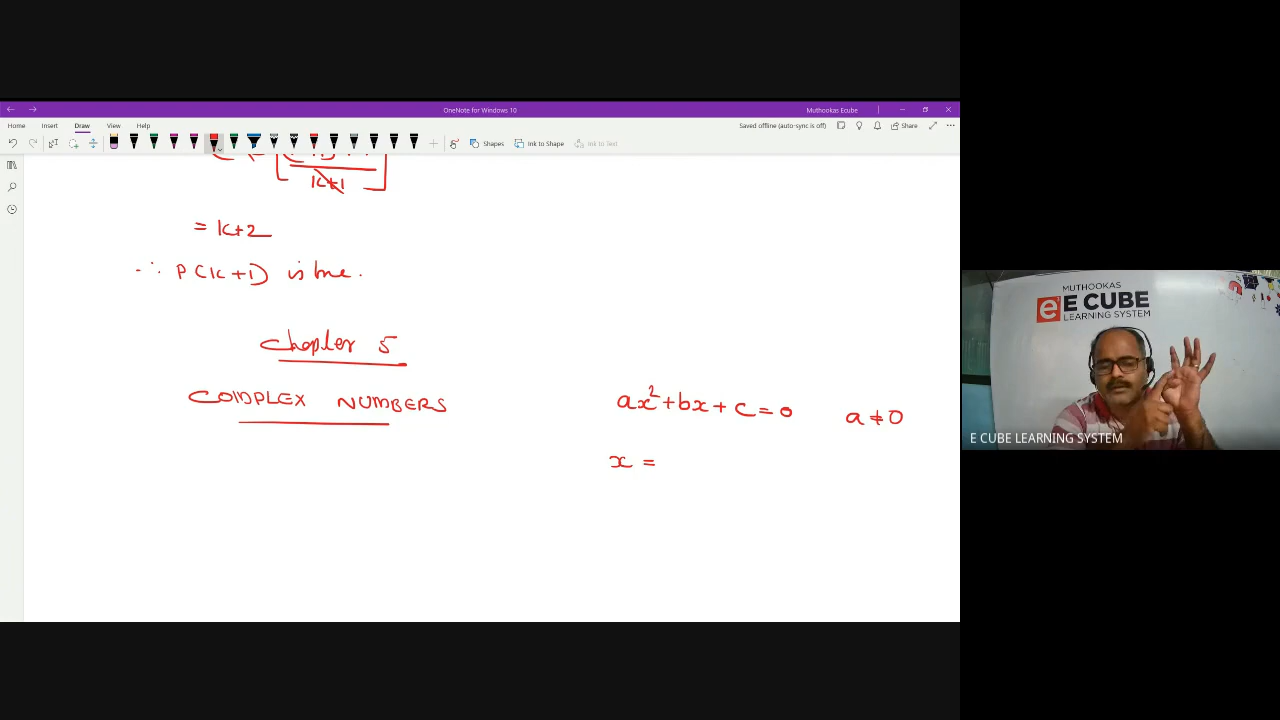 OneNote for Windows 10
Muthookas Ecube
Home Insert Draw View Help
Saved offline (auto-sync is off)
Share
Shapes
Ink to Shape
Ink to Text
k+1
= k+2
∴ P(k+1) is true.
Chapter 5
COMPLEX NUMBERS
ax²+bx+c=0 a≠0
x =
MUTHOOKAS
e E CUBE
LEARNING SYSTEM
E CUBE LEARNING SYSTEM